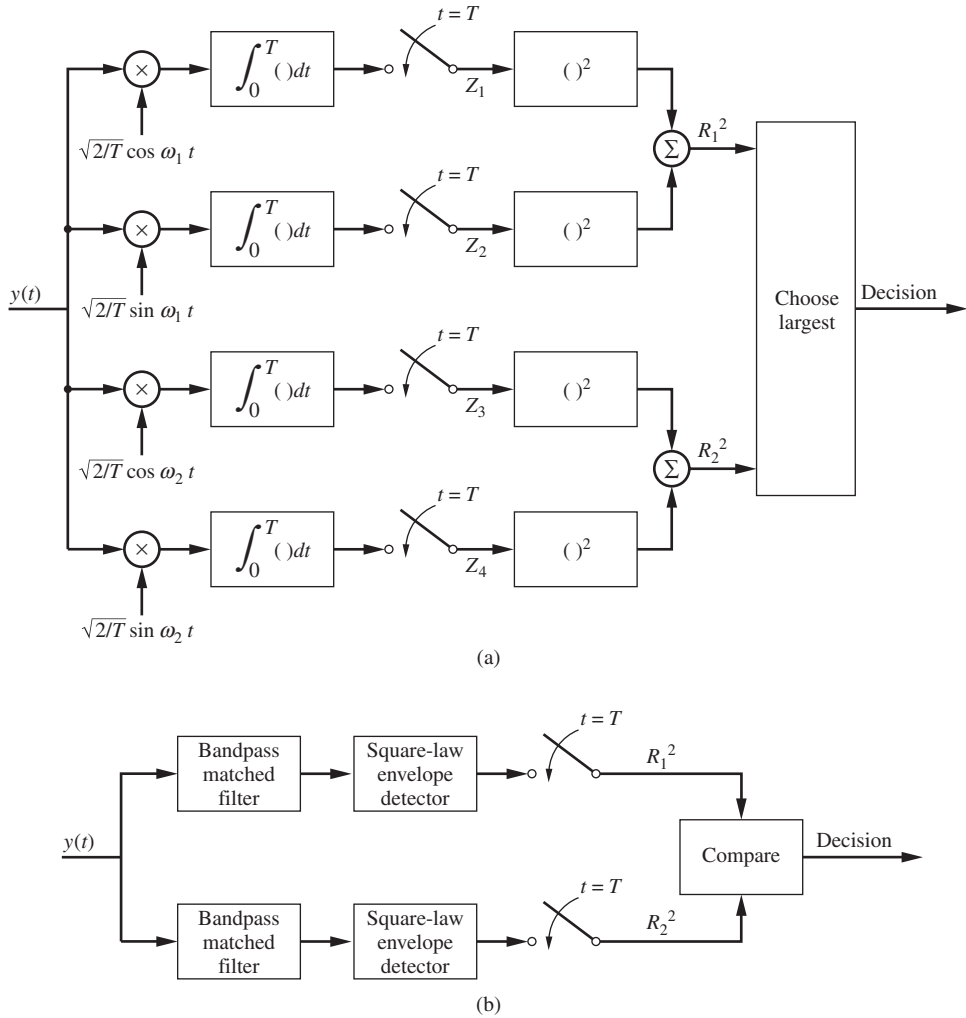 t = T
∫₀ᵀ ( )dt
Z₁
( )²
√2/T cos ω₁ t
Σ
R₁²
t = T
∫₀ᵀ ( )dt
Z₂
( )²
√2/T sin ω₁ t
y(t)
Choose
largest
Decision
t = T
∫₀ᵀ ( )dt
Z₃
( )²
√2/T cos ω₂ t
Σ
R₂²
t = T
∫₀ᵀ ( )dt
Z₄
( )²
√2/T sin ω₂ t
(a)
Bandpass
matched
filter
Square-law
envelope
detector
t = T
R₁²
y(t)
Compare
Decision
Bandpass
matched
filter
Square-law
envelope
detector
t = T
R₂²
(b)